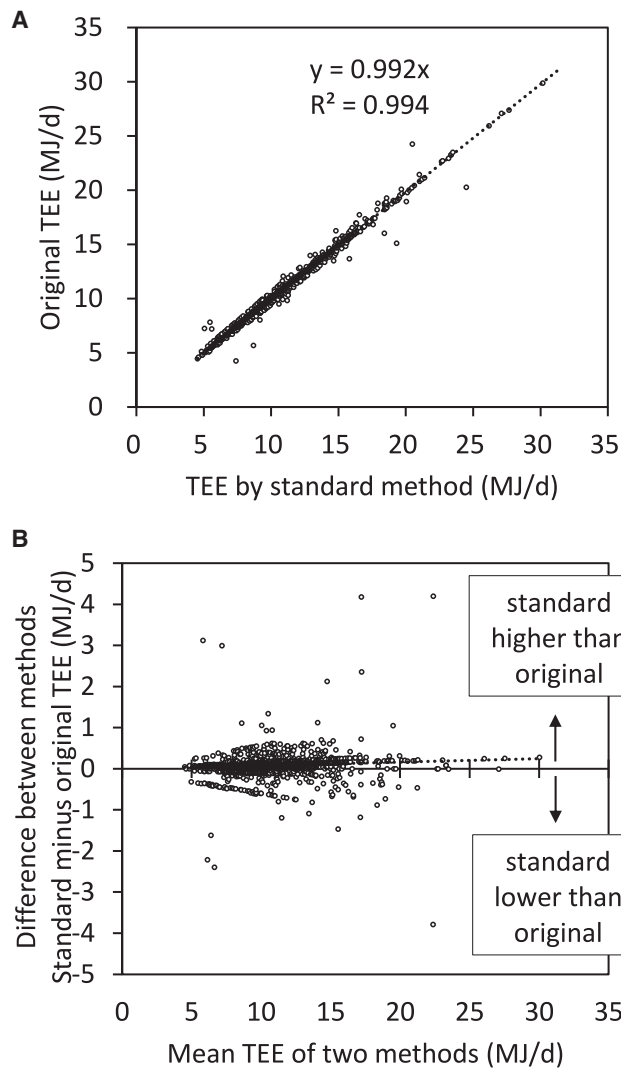 A
35
30
25
20
15
10
5
0
Original TEE (MJ/d)
y = 0.992x
R² = 0.994
0 5 10 15 20 25 30 35
TEE by standard method (MJ/d)
B
5
4
3
2
1
0
-1
-2
-3
-4
-5
Difference between methods
Standard minus original TEE (MJ/d)
standard
higher than
original
standard
lower than
original
0 5 10 15 20 25 30 35
Mean TEE of two methods (MJ/d)